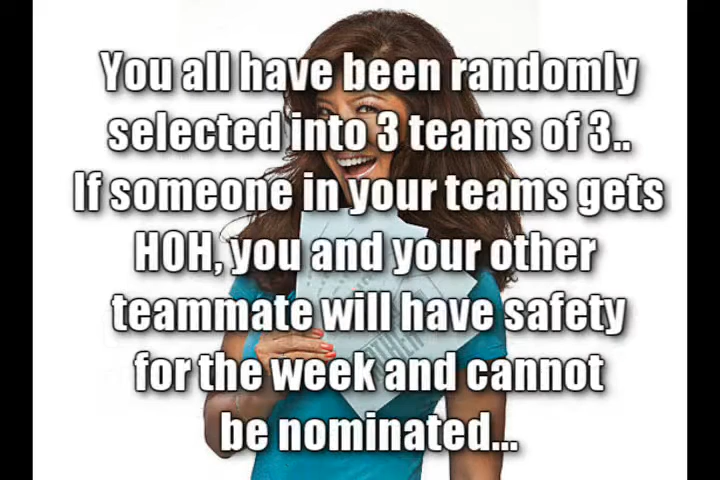 You all have been randomly
selected into 3 teams of 3..
If someone in your teams gets
HOH, you and your other
teammate will have safety
for the week and cannot
be nominated...